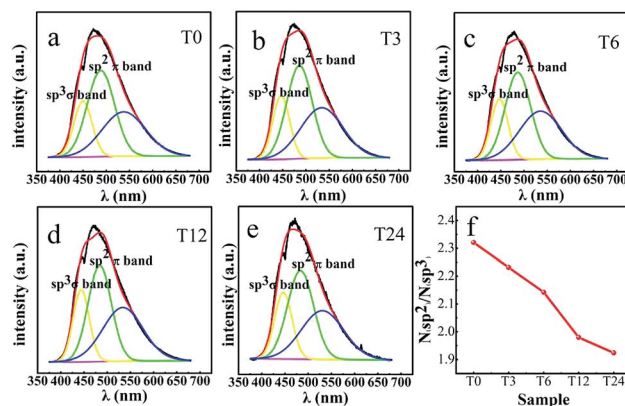 a T0
sp² π band
sp³σ band
intensity (a.u.)
350 400 450 500 550 600 650 700
λ (nm)
b T3
sp² π band
sp³σ band
intensity (a.u.)
350 400 450 500 550 600 650 700
λ (nm)
c T6
sp² π band
sp³σ band
intensity (a.u.)
350 400 450 500 550 600 650 700
λ (nm)
d T12
sp² π band
sp³σ band
intensity (a.u.)
350 400 450 500 550 600 650 700
λ (nm)
e T24
sp² π band
sp³σ band
intensity (a.u.)
350 400 450 500 550 600 650 700
λ (nm)
f
N(sp²)/N(sp³)
2.4
2.3
2.2
2.1
2.0
1.9
T0 T3 T6 T12 T24
Sample